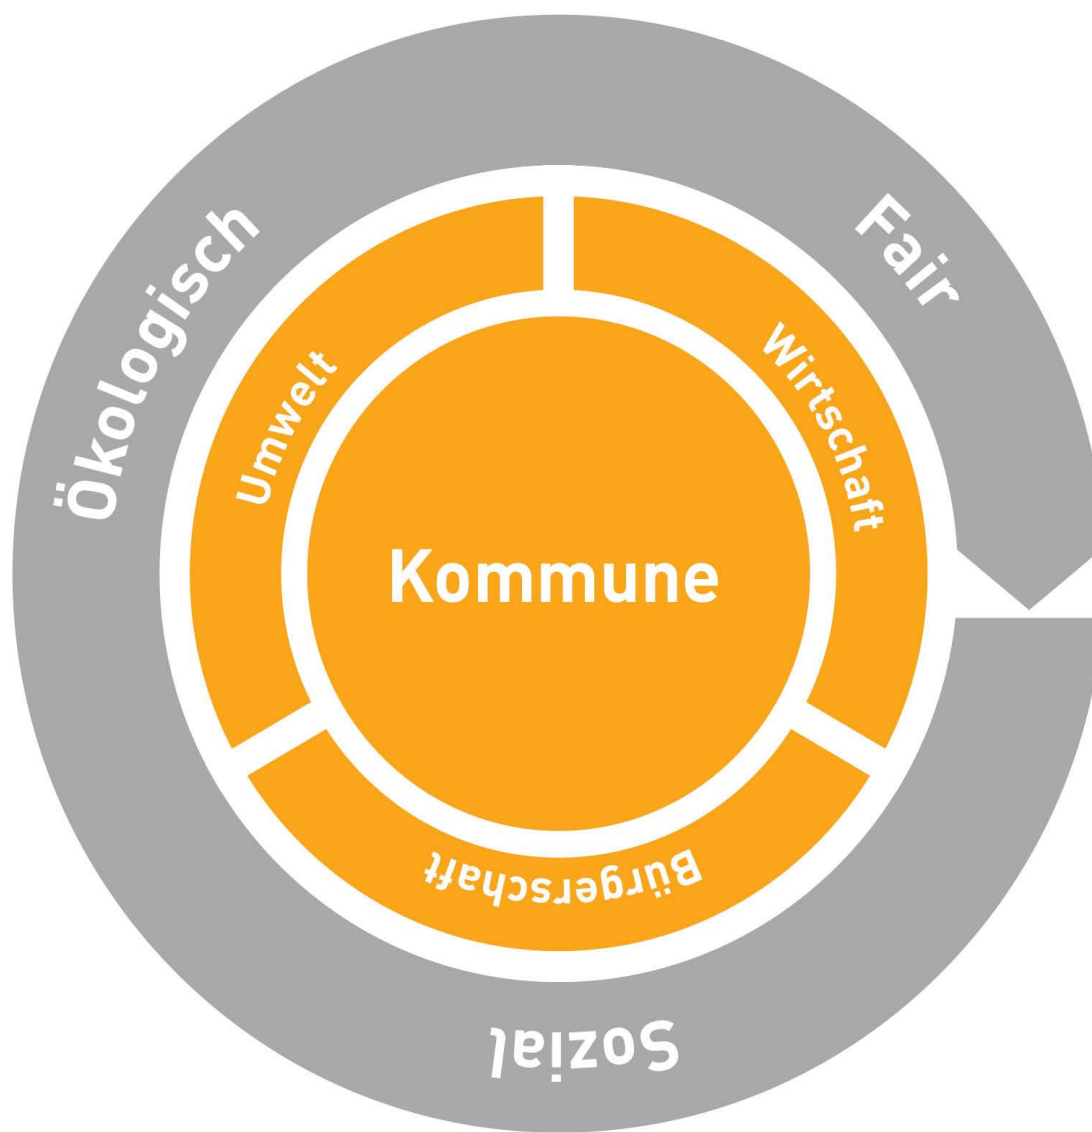 Ökologisch
Fair
Umwelt
Wirtschaft
Kommune
Bürgerschaft
Sozial